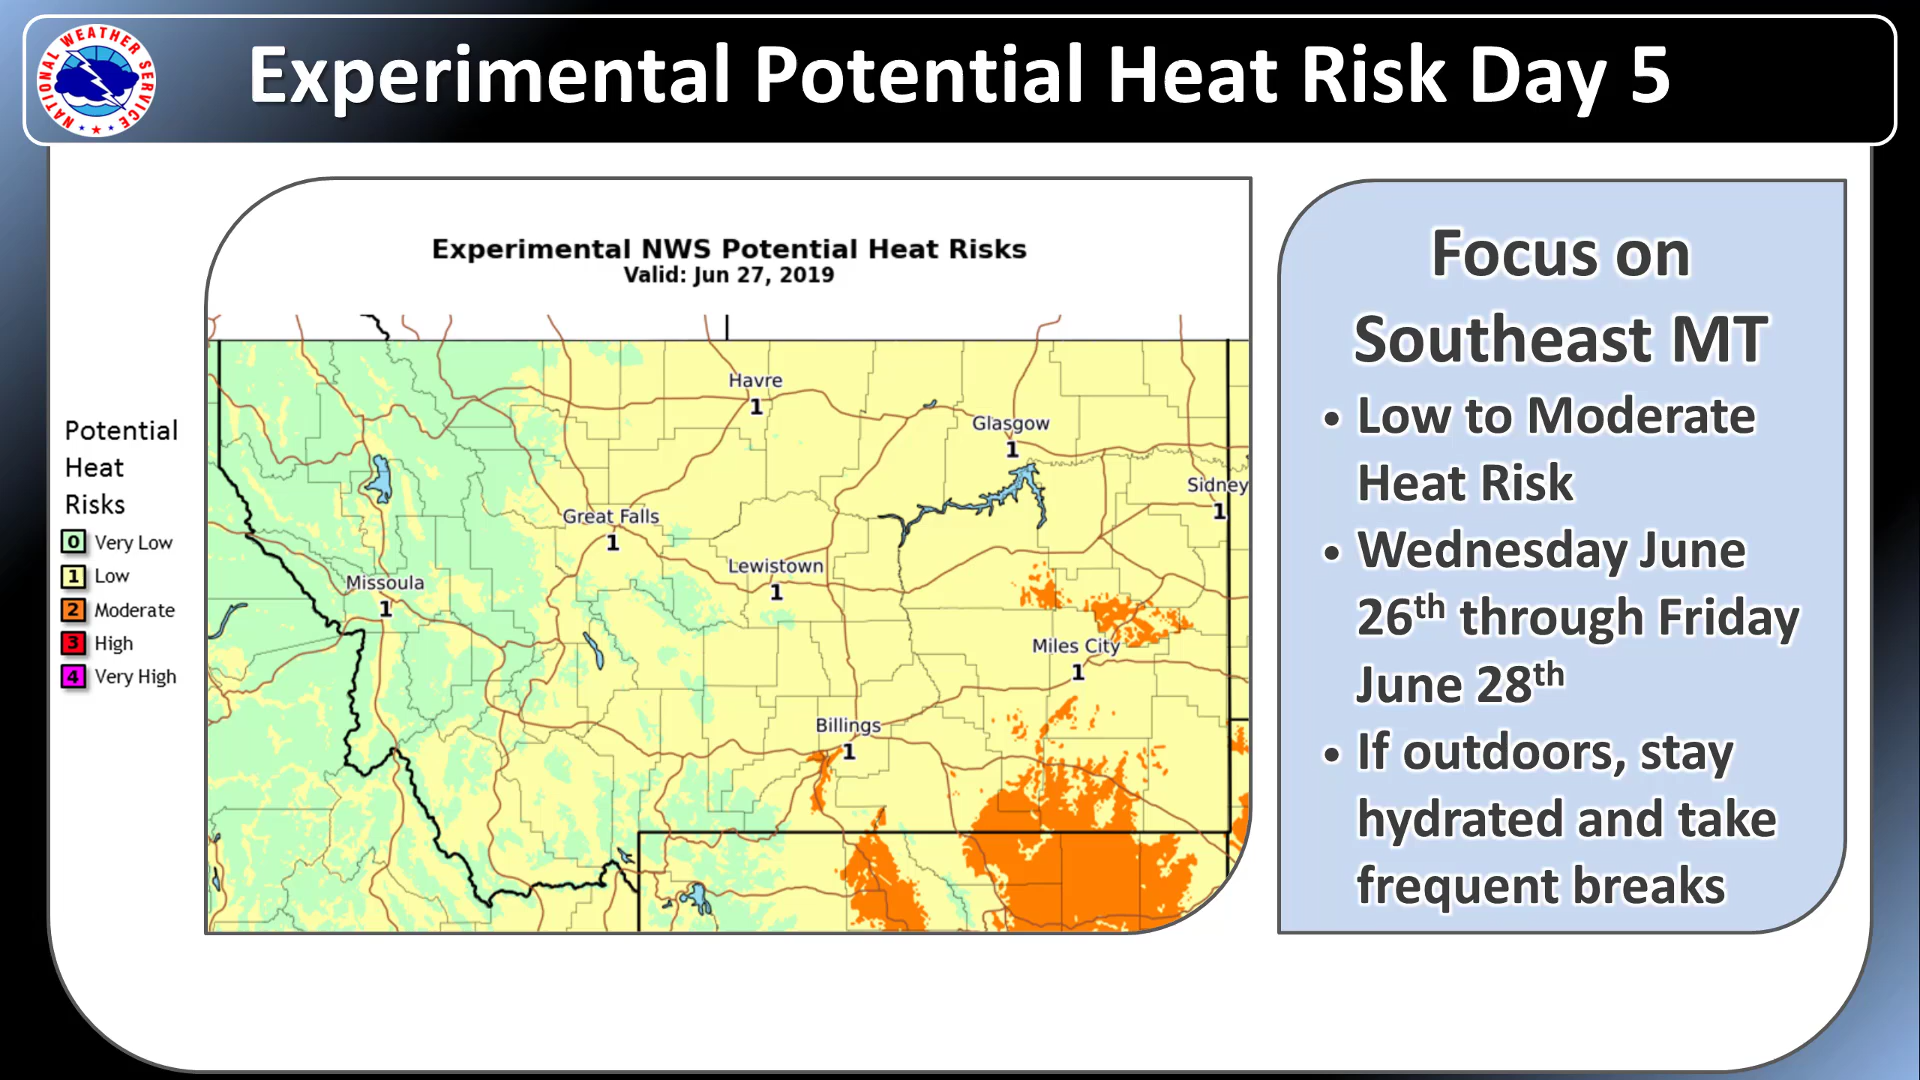 NATIONAL WEATHER SERVICE
Experimental Potential Heat Risk Day 5
Experimental NWS Potential Heat Risks
Valid: Jun 27, 2019
Potential
Heat
Risks
0 Very Low
1 Low
2 Moderate
3 High
4 Very High
Havre
1
Glasgow
1
Sidney
1
Great Falls
1
Lewistown
1
Missoula
1
Miles City
1
Billings
1
Focus on
Southeast MT
• Low to Moderate
Heat Risk
• Wednesday June
26th through Friday
June 28th
• If outdoors, stay
hydrated and take
frequent breaks